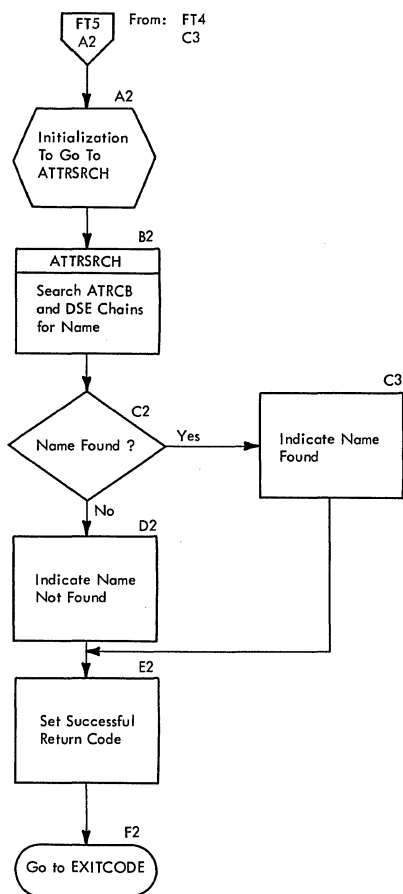 FT5
A2
From: FT4
C3
A2
Initialization
To Go To
ATTRSRCH
B2
ATTRSRCH
Search ATRCB
and DSE Chains
for Name
C2
Name Found ?
Yes
No
C3
Indicate Name
Found
D2
Indicate Name
Not Found
E2
Set Successful
Return Code
F2
Go to EXITCODE